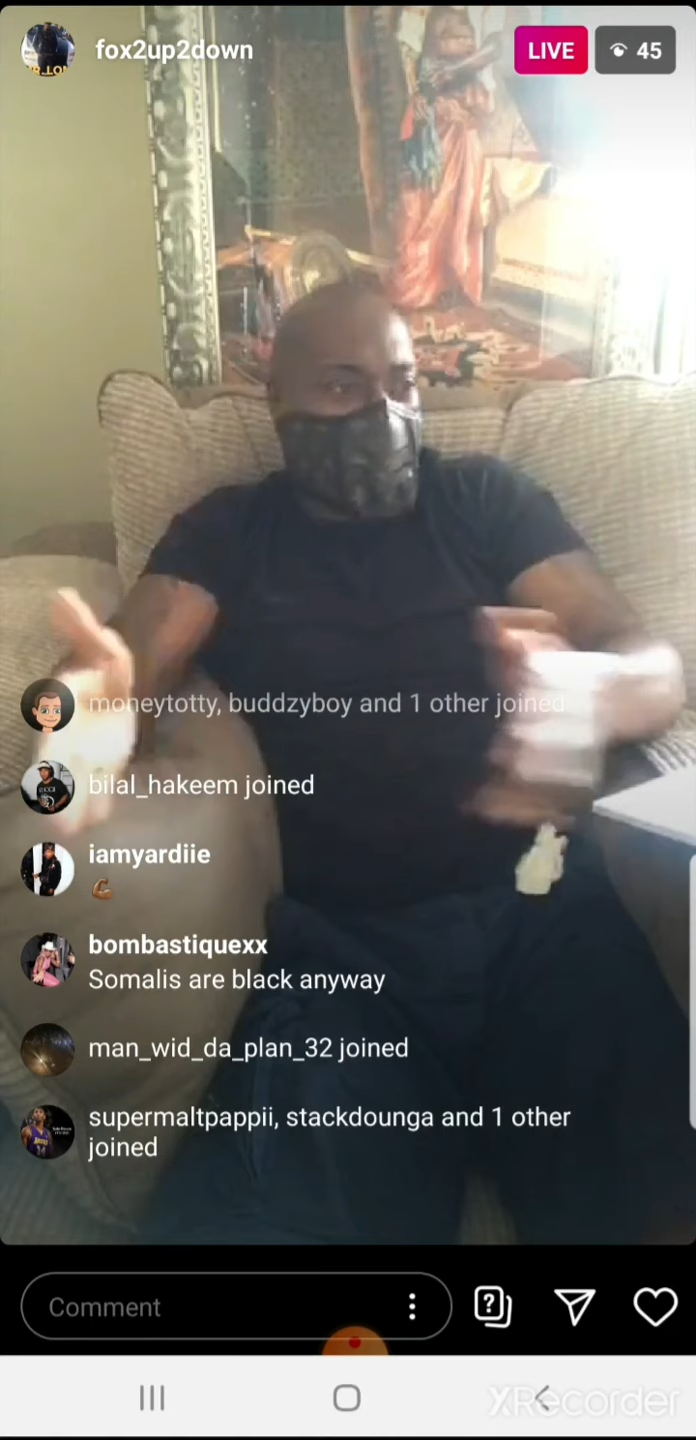 fox2up2down
LIVE
45
moneytotty, buddzyboy and 1 other joined
bilal_hakeem joined
iamyardiie
💪🏾
bombastiquexx
Somalis are black anyway
man_wid_da_plan_32 joined
supermaltpappii, stackdounga and 1 other
joined
Comment
XRecorder